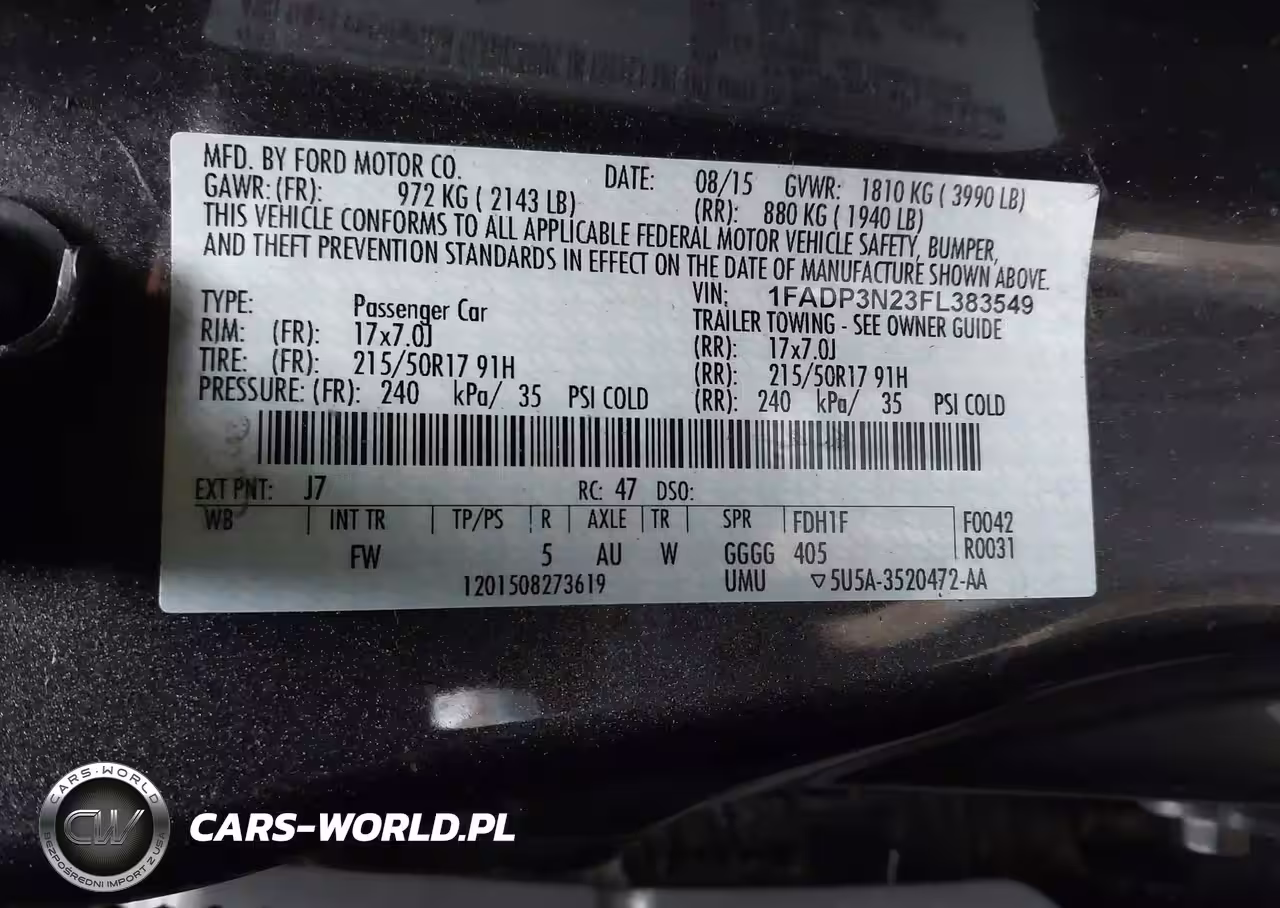 MFD. BY FORD MOTOR CO. DATE: 08/15 GVWR: 1810 KG ( 3990 LB)
GAWR: (FR): 972 KG ( 2143 LB) (RR): 880 KG ( 1940 LB)
THIS VEHICLE CONFORMS TO ALL APPLICABLE FEDERAL MOTOR VEHICLE SAFETY, BUMPER,
AND THEFT PREVENTION STANDARDS IN EFFECT ON THE DATE OF MANUFACTURE SHOWN ABOVE.
VIN: 1FADP3N23FL383549
TYPE: Passenger Car TRAILER TOWING - SEE OWNER GUIDE
RIM: (FR): 17x7.0J (RR): 17x7.0J
TIRE: (FR): 215/50R17 91H (RR): 215/50R17 91H
PRESSURE: (FR): 240 kPa/ 35 PSI COLD (RR): 240 kPa/ 35 PSI COLD
EXT PNT: J7 RC: 47 DSO:
WB INT TR TP/PS R AXLE TR SPR FDH1F F0042
FW 5 AU W GGGG 405 R0031
1201508273619 UMU ▽5U5A-3520472-AA
CARS-WORLD
CW
BEZPOŚREDNI IMPORT Z USA
CARS-WORLD.PL